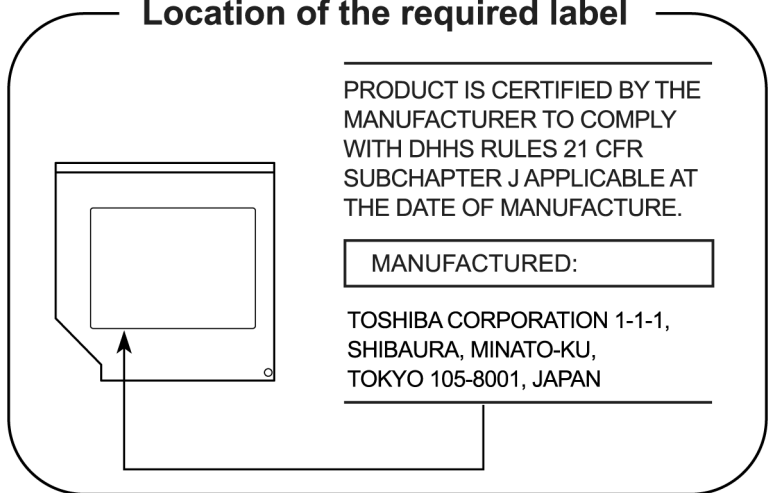 Location of the required label
PRODUCT IS CERTIFIED BY THE
MANUFACTURER TO COMPLY
WITH DHHS RULES 21 CFR
SUBCHAPTER J APPLICABLE AT
THE DATE OF MANUFACTURE.
MANUFACTURED:
TOSHIBA CORPORATION 1-1-1,
SHIBAURA, MINATO-KU,
TOKYO 105-8001, JAPAN